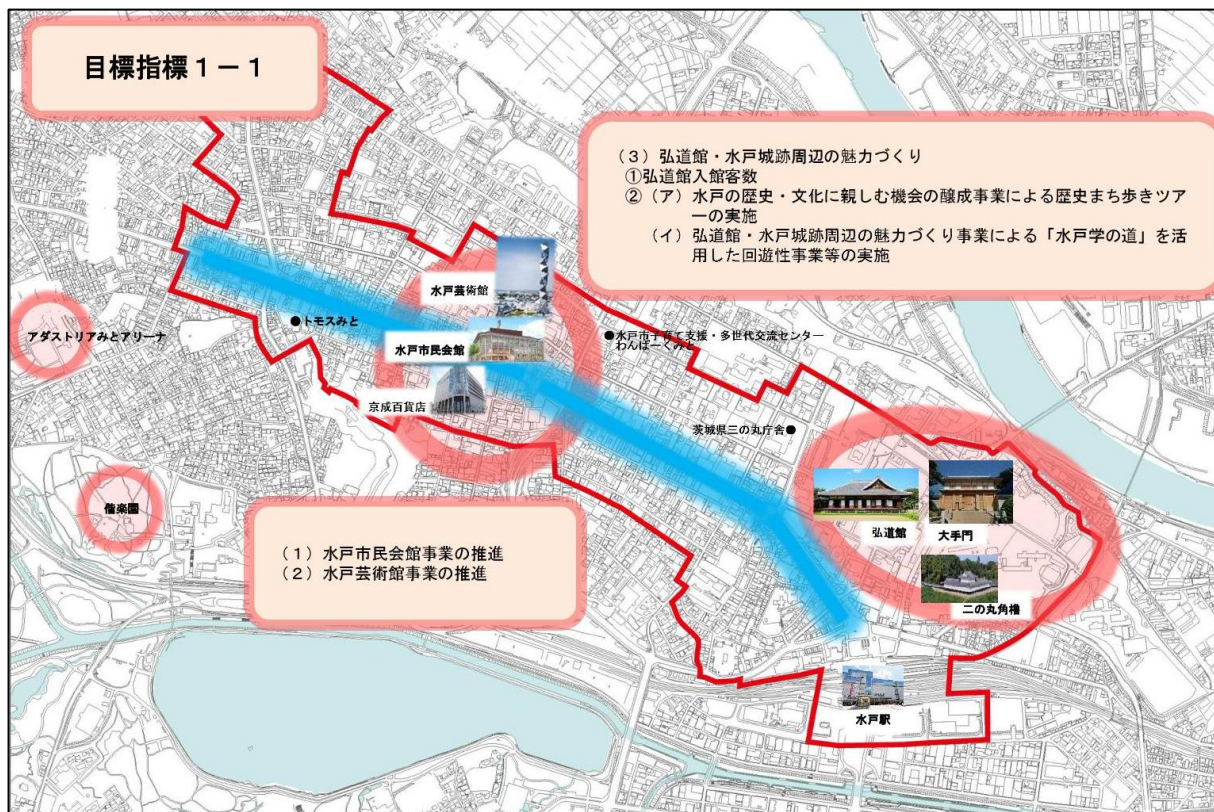 目標指標1-1
(3)弘道館・水戸城跡周辺の魅力づくり
①弘道館入館客数
②(ア)水戸の歴史・文化に親しむ機会の醸成事業による歴史まち歩きツア
ーの実施
(イ)弘道館・水戸城跡周辺の魅力づくり事業による「水戸学の道」を活
用した回遊性事業等の実施
水戸芸術館
●トモスみと
アダストリアみとアリーナ
水戸市民会館
●水戸市子育て支援・多世代交流センター
わんぱーくみと
京成百貨店
茨城県三の丸庁舎●
偕楽園
弘道館
大手門
(1)水戸市民会館事業の推進
(2)水戸芸術館事業の推進
二の丸角櫓
水戸駅